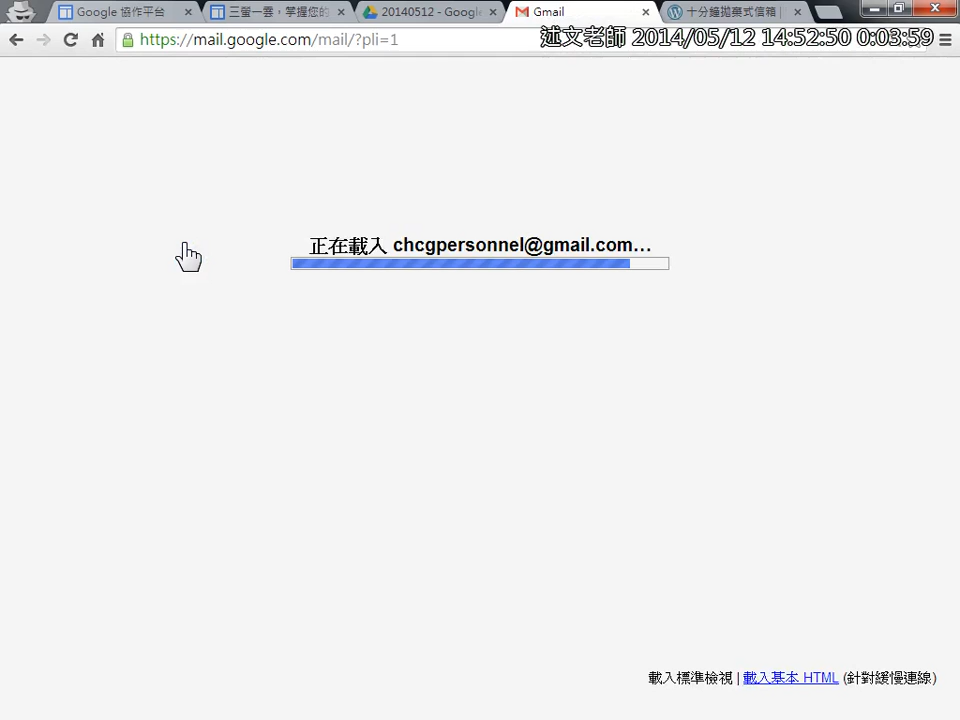 Google 協作平台
三螢一雲，掌握您的
20140512 - Google
Gmail
十分鐘拋棄式信箱 |
https://mail.google.com/mail/?pli=1
述文老師 2014/05/12 14:52:50 0:03:59
正在載入 chcgpersonnel@gmail.com…
載入標準檢視 | 載入基本 HTML (針對緩慢連線)